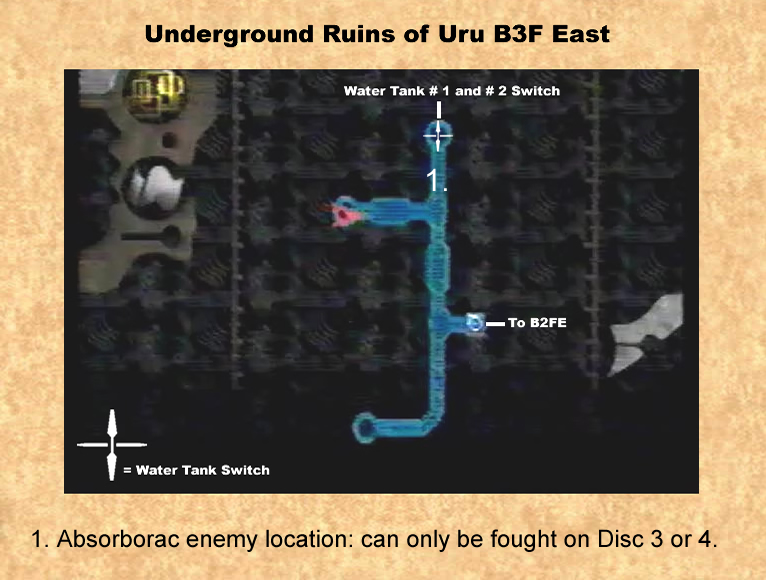 Underground Ruins of Uru B3F East
Water Tank # 1 and # 2 Switch
1.
To B2FE
= Water Tank Switch
1. Absorborac enemy location: can only be fought on Disc 3 or 4.